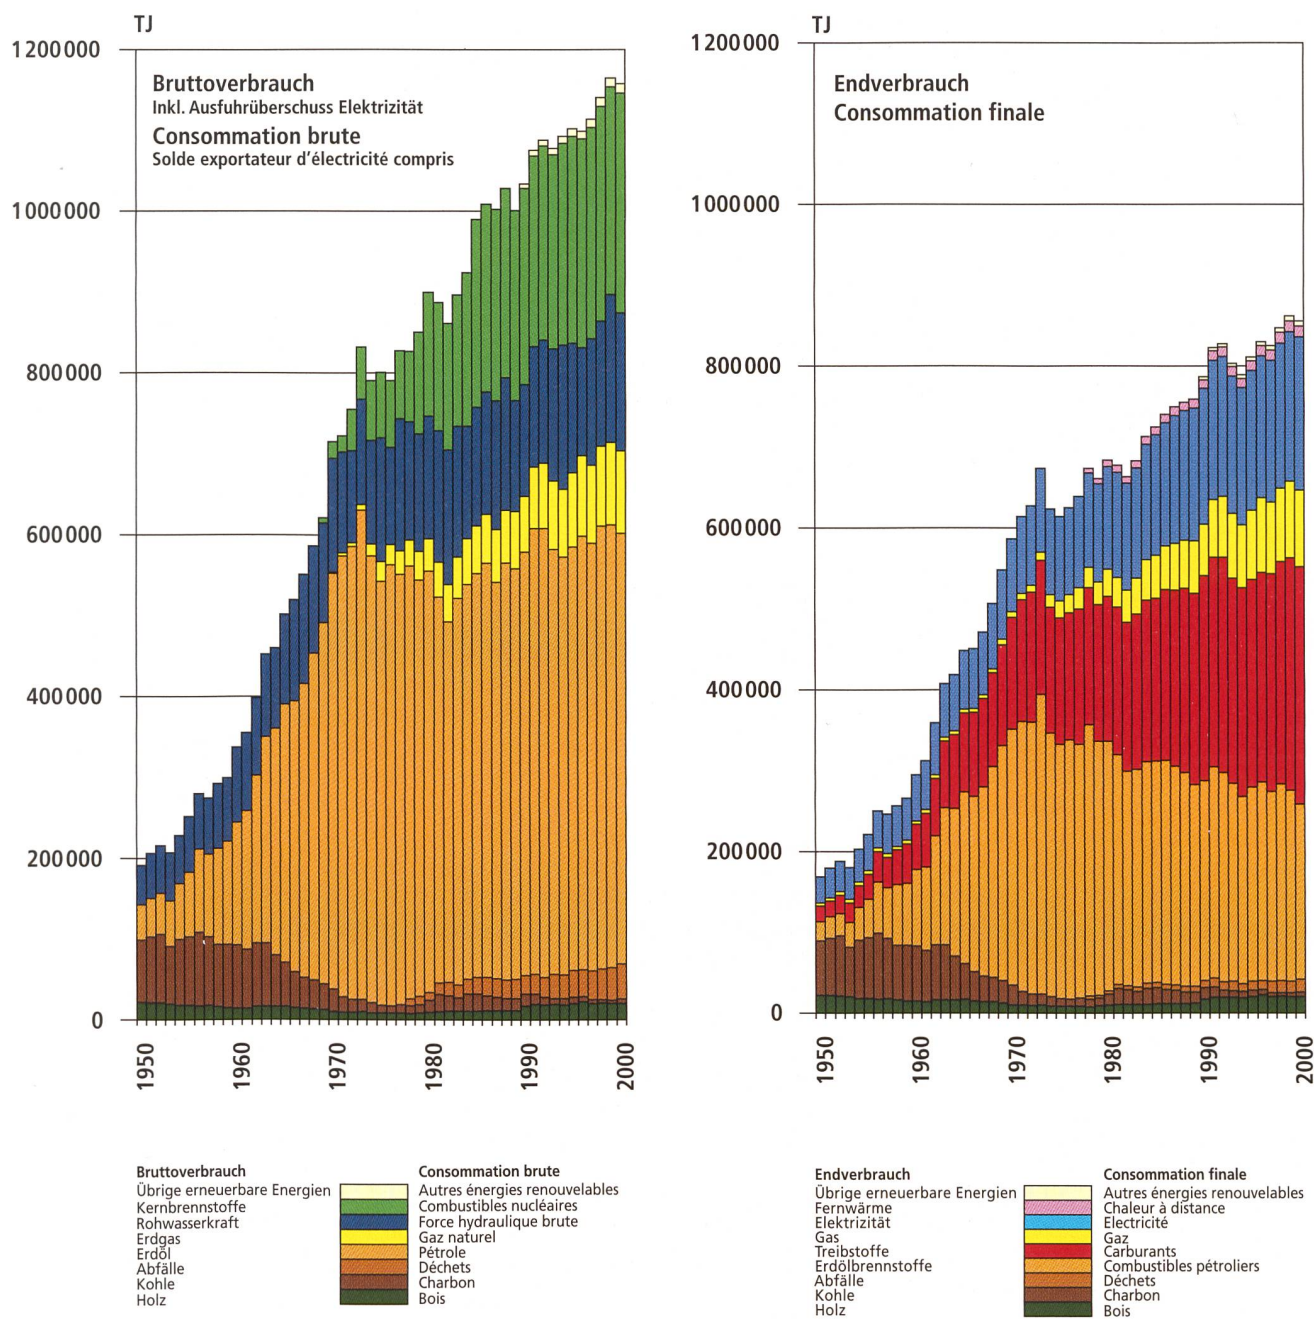 TJ
1200000
1000000
800000
600000
400000
200000
0
Bruttoverbrauch
Inkl. Ausfuhrüberschuss Elektrizität
Consommation brute
Solde exportateur d'électricité compris
1950
1960
1970
1980
1990
2000
Bruttoverbrauch Consommation brute
Übrige erneuerbare Energien Autres énergies renouvelables
Kernbrennstoffe Combustibles nucléaires
Rohwasserkraft Force hydraulique brute
Erdgas Gaz naturel
Erdöl Pétrole
Abfälle Déchets
Kohle Charbon
Holz Bois
TJ
1200000
1000000
800000
600000
400000
200000
0
Endverbrauch
Consommation finale
1950
1960
1970
1980
1990
2000
Endverbrauch Consommation finale
Übrige erneuerbare Energien Autres énergies renouvelables
Fernwärme Chaleur à distance
Elektrizität Electricité
Gas Gaz
Treibstoffe Carburants
Erdölbrennstoffe Combustibles pétroliers
Abfälle Déchets
Kohle Charbon
Holz Bois